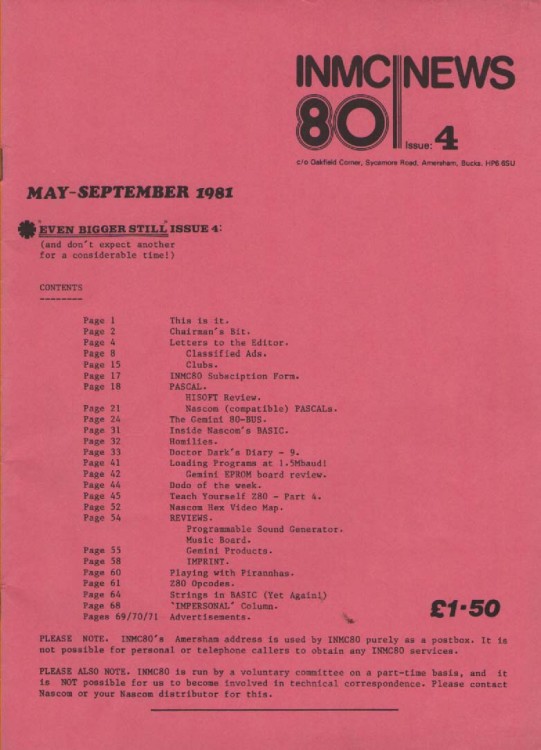 INMC NEWS
80 Issue: 4
c/o Oakfield Corner, Sycamore Road, Amersham, Bucks. HP6 6SU
MAY-SEPTEMBER 1981
"EVEN BIGGER STILL" ISSUE 4:
(and don't expect another
for a considerable time!)
CONTENTS
--------
Page 1 This is it.
Page 2 Chairman's Bit.
Page 4 Letters to the Editor.
Page 8 Classified Ads.
Page 15 Clubs.
Page 17 INMC80 Subsciption Form.
Page 18 PASCAL.
HISOFT Review.
Page 21 Nascom (compatible) PASCALs.
Page 24 The Gemini 80-BUS.
Page 31 Inside Nascom's BASIC.
Page 32 Homilies.
Page 33 Doctor Dark's Diary - 9.
Page 41 Loading Programs at 1.5Mbaud!
Page 42 Gemini EPROM board review.
Page 44 Dodo of the week.
Page 45 Teach Yourself Z80 - Part 4.
Page 52 Nascom Hex Video Map.
Page 54 REVIEWS.
Programmable Sound Generator.
Music Board.
Page 55 Gemini Products.
Page 58 IMPRINT.
Page 60 Playing with Pirannhas.
Page 61 Z80 Opcodes.
Page 64 Strings in BASIC (Yet Again!)
Page 68 "IMPERSONAL" Column.
Pages 69/70/71 Advertisements.
£1·50
PLEASE NOTE. INMC80's Amersham address is used by INMC80 purely as a postbox. It is
not possible for personal or telephone callers to obtain any INMC80 services.
PLEASE ALSO NOTE. INMC80 is run by a voluntary committee on a part-time basis, and it
is NOT possible for us to become involved in technical correspondence. Please contact
Nascom or your Nascom distributor for this.